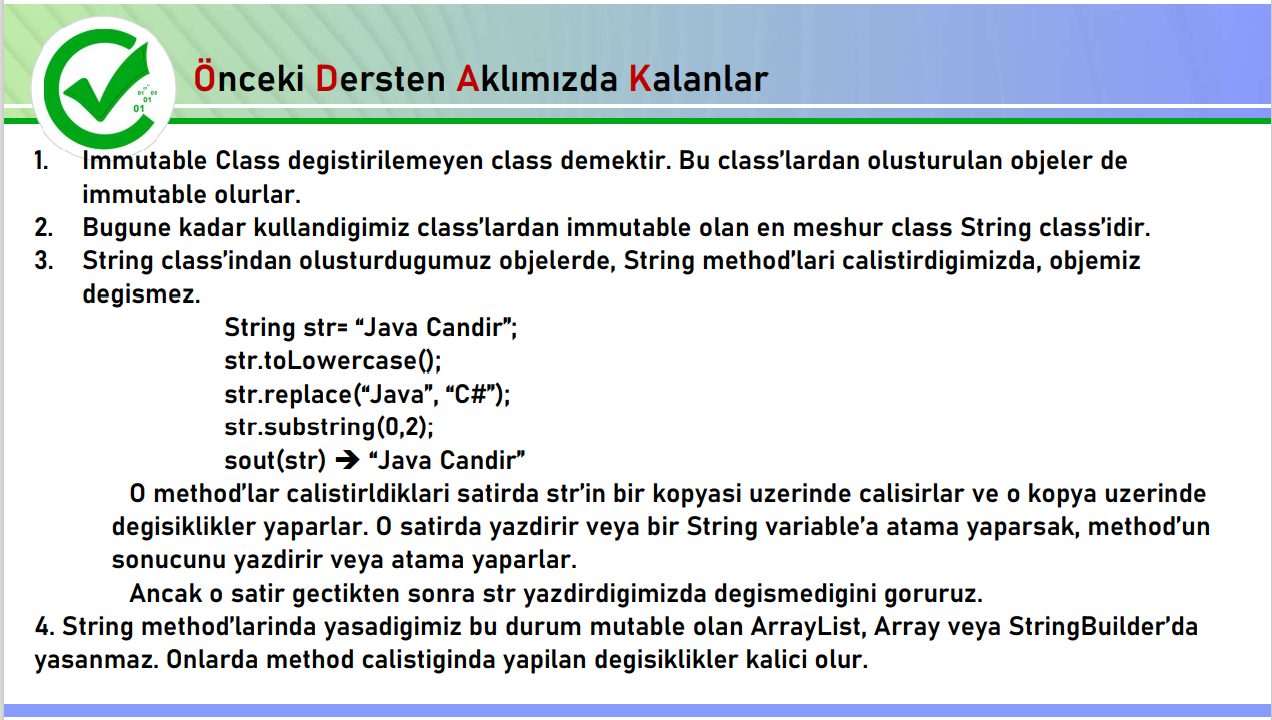 Önceki Dersten Aklımızda Kalanlar
01 01
01
01
1. Immutable Class degistirilemeyen class demektir. Bu class’lardan olusturulan objeler de
immutable olurlar.
2. Bugune kadar kullandigimiz class’lardan immutable olan en meshur class String class’idir.
3. String class’indan olusturdugumuz objelerde, String method’lari calistirdigimizda, objemiz
degismez.
String str= “Java Candir”;
str.toLowercase();
str.replace(“Java”, “C#”);
str.substring(0,2);
sout(str) ➔ “Java Candir”
O method’lar calistirldiklari satirda str’in bir kopyasi uzerinde calisirlar ve o kopya uzerinde
degisiklikler yaparlar. O satirda yazdirir veya bir String variable’a atama yaparsak, method’un
sonucunu yazdirir veya atama yaparlar.
Ancak o satir gectikten sonra str yazdirdigimizda degismedigini goruruz.
4. String method’larinda yasadigimiz bu durum mutable olan ArrayList, Array veya StringBuilder’da
yasanmaz. Onlarda method calistiginda yapilan degisiklikler kalici olur.